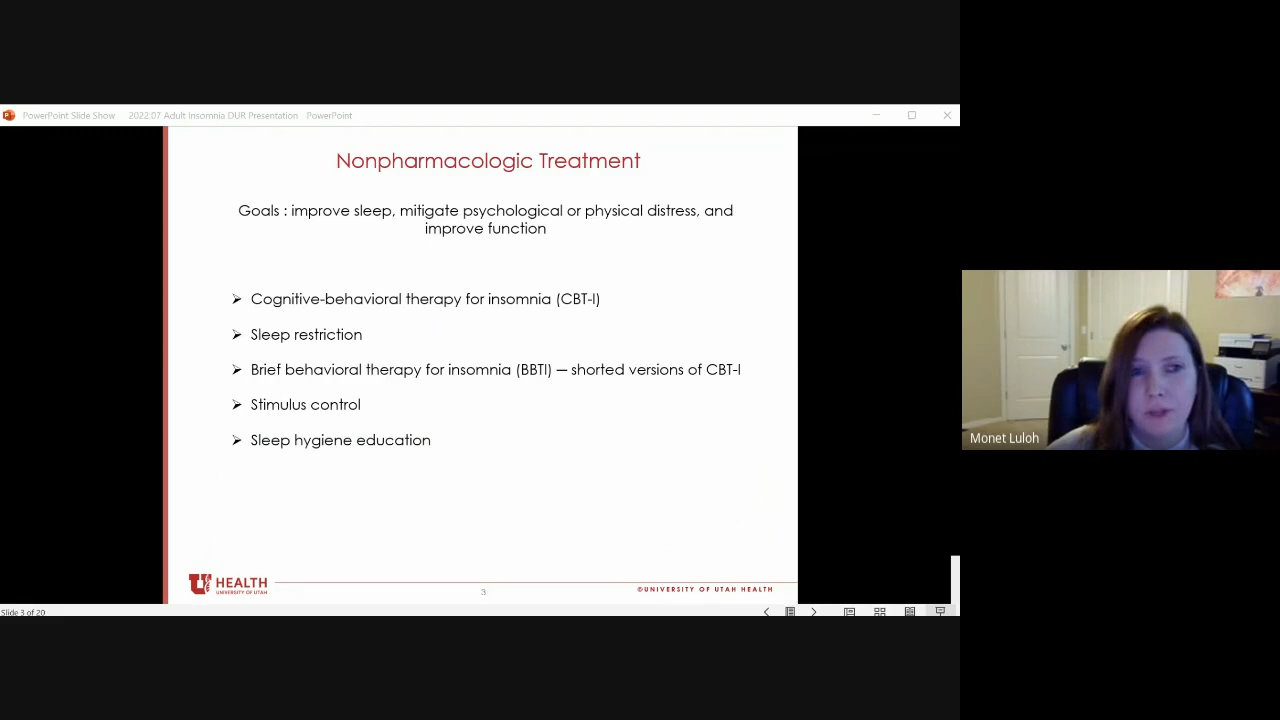 PowerPoint Slide Show 2022.07 Adult Insomnia DUR Presentation - PowerPoint
Nonpharmacologic Treatment
Goals : improve sleep, mitigate psychological or physical distress, and
improve function
Cognitive-behavioral therapy for insomnia (CBT-I)
Sleep restriction
Brief behavioral therapy for insomnia (BBTI) — shorted versions of CBT-I
Stimulus control
Sleep hygiene education
Monet Luloh
U HEALTH
UNIVERSITY OF UTAH
3
©UNIVERSITY OF UTAH HEALTH
Slide 3 of 20